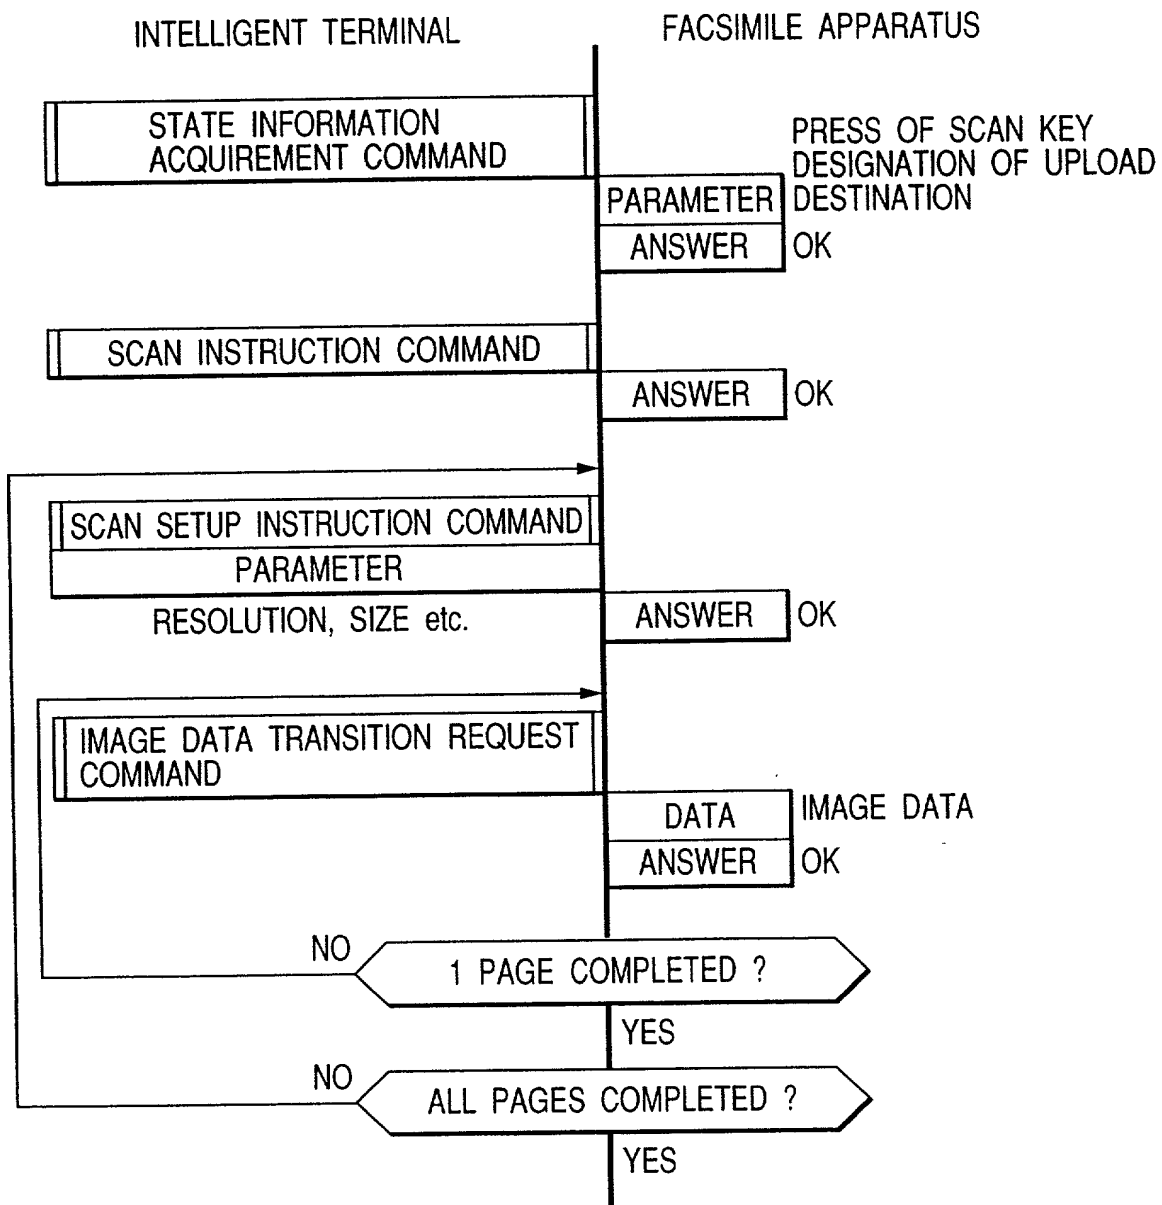 INTELLIGENT TERMINAL
FACSIMILE APPARATUS
STATE INFORMATION
ACQUIREMENT COMMAND
PRESS OF SCAN KEY
DESIGNATION OF UPLOAD
DESTINATION
PARAMETER
ANSWER
OK
SCAN INSTRUCTION COMMAND
ANSWER
OK
SCAN SETUP INSTRUCTION COMMAND
PARAMETER
RESOLUTION, SIZE etc.
ANSWER
OK
IMAGE DATA TRANSITION REQUEST
COMMAND
DATA
IMAGE DATA
ANSWER
OK
NO
1 PAGE COMPLETED ?
YES
NO
ALL PAGES COMPLETED ?
YES